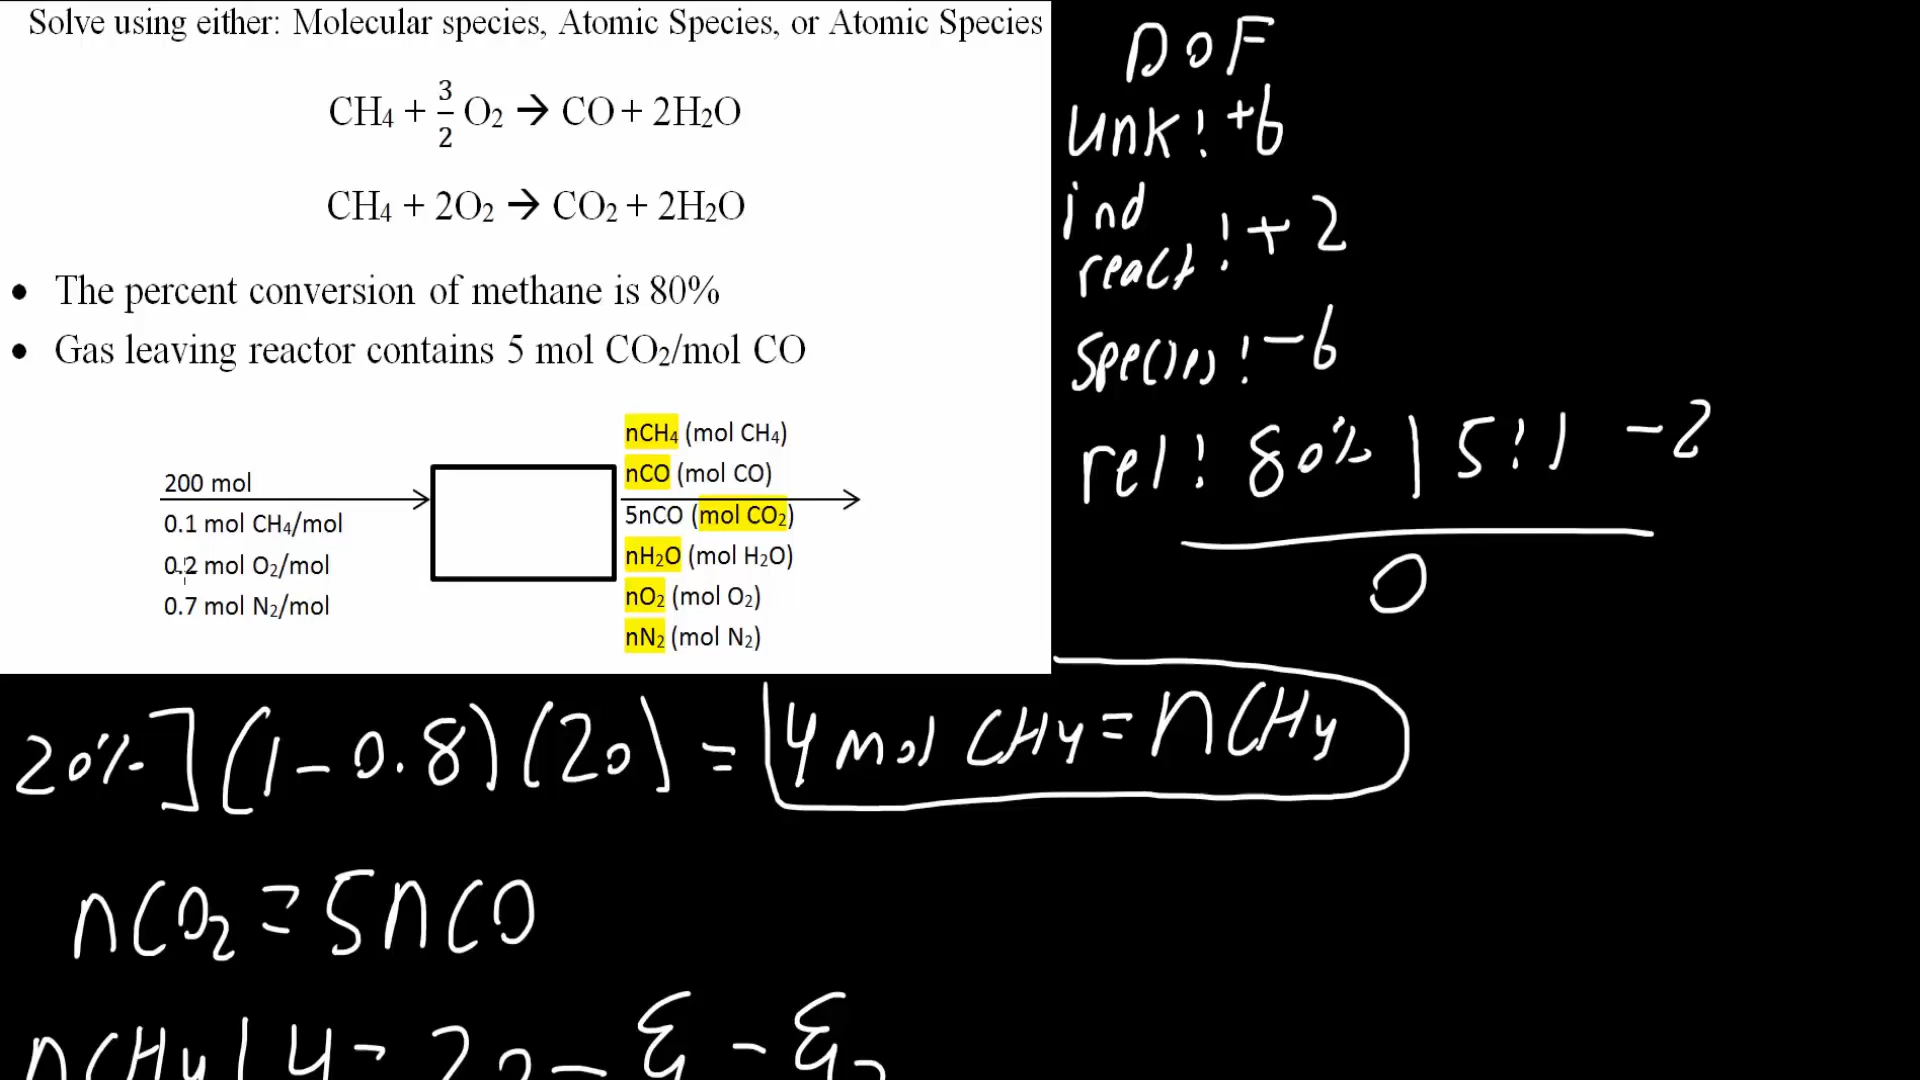 Solve using either: Molecular species, Atomic Species, or Atomic Species
CH4 + 3/2 O2 → CO + 2H2O
CH4 + 2O2 → CO2 + 2H2O
• The percent conversion of methane is 80%
• Gas leaving reactor contains 5 mol CO2/mol CO
200 mol
0.1 mol CH4/mol
0.2 mol O2/mol
0.7 mol N2/mol
nCH4 (mol CH4)
nCO (mol CO)
5nCO (mol CO2)
nH2O (mol H2O)
nO2 (mol O2)
nN2 (mol N2)
DOF
unk: +6
ind
react: +2
species: -6
rel: 80% | 5:1 -2
0
20%] (1-0.8)(20) = 4 mol CH4 = nCH4
nCO2 = 5nCO
nCH4 | 4 = 20 - ξ1 - ξ2